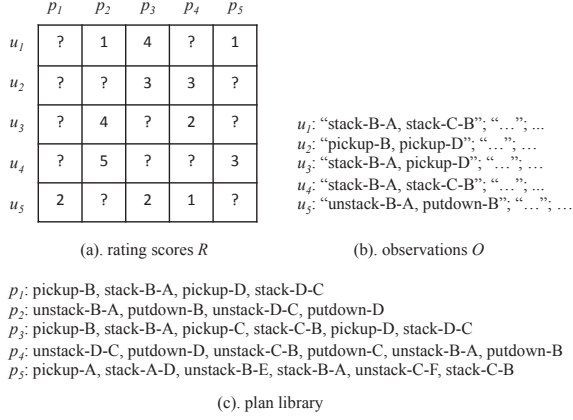 p1 p2 p3 p4 p5
u1 ? 1 4 ? 1
u2 ? ? 3 3 ?
u3 ? 4 ? 2 ?
u4 ? 5 ? ? 3
u5 2 ? 2 1 ?
(a). rating scores R
u1: “stack-B-A, stack-C-B”; “…”; ...
u2: “pickup-B, pickup-D”; “…”; …
u3: “stack-B-A, pickup-D”; “…”; …
u4: “stack-B-A, stack-C-B”; “…”; ...
u5: “unstack-B-A, putdown-B”; “…”; …
(b). observations O
p1: pickup-B, stack-B-A, pickup-D, stack-D-C
p2: unstack-B-A, putdown-B, unstack-D-C, putdown-D
p3: pickup-B, stack-B-A, pickup-C, stack-C-B, pickup-D, stack-D-C
p4: unstack-D-C, putdown-D, unstack-C-B, putdown-C, unstack-B-A, putdown-B
p5: pickup-A, stack-A-D, unstack-B-E, stack-B-A, unstack-C-F, stack-C-B
(c). plan library